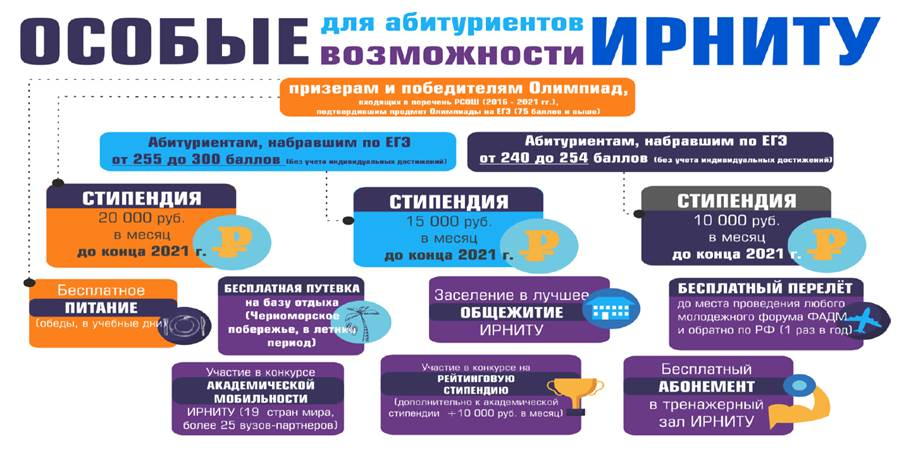 ОСОБЫЕ для абитуриентов ВОЗМОЖНОСТИ ИРНИТУ
призерам и победителям Олимпиад,
входящих в перечень РСОШ (2016 - 2021 гг.),
подтвердившим предмет Олимпиады на ЕГЭ (75 баллов и выше)
Абитуриентам, набравшим по ЕГЭ
от 255 до 300 баллов (без учета индивидуальных достижений)
Абитуриентам, набравшим по ЕГЭ
от 240 до 254 баллов (без учета индивидуальных достижений)
СТИПЕНДИЯ
20 000 руб.
в месяц
до конца 2021 г.
СТИПЕНДИЯ
15 000 руб.
в месяц
до конца 2021 г.
СТИПЕНДИЯ
10 000 руб.
в месяц
до конца 2021 г.
Бесплатное
ПИТАНИЕ
(обеды, в учебные дни)
БЕСПЛАТНАЯ ПУТЕВКА
на базу отдыха
(Черноморское
побережье, в летний
период)
Заселение в лучшее
ОБЩЕЖИТИЕ
ИРНИТУ
БЕСПЛАТНЫЙ ПЕРЕЛЁТ
до места проведения любого
молодежного форума ФАДМ
и обратно по РФ (1 раз в год)
Участие в конкурсе
АКАДЕМИЧЕСКОЙ
МОБИЛЬНОСТИ
ИРНИТУ (19 стран мира,
более 25 вузов-партнеров)
Участие в конкурсе на
РЕЙТИНГОВУЮ
СТИПЕНДИЮ
(дополнительно к академической
стипендии +10 000 руб. в месяц)
Бесплатный
АБОНЕМЕНТ
в тренажерный
зал ИРНИТУ